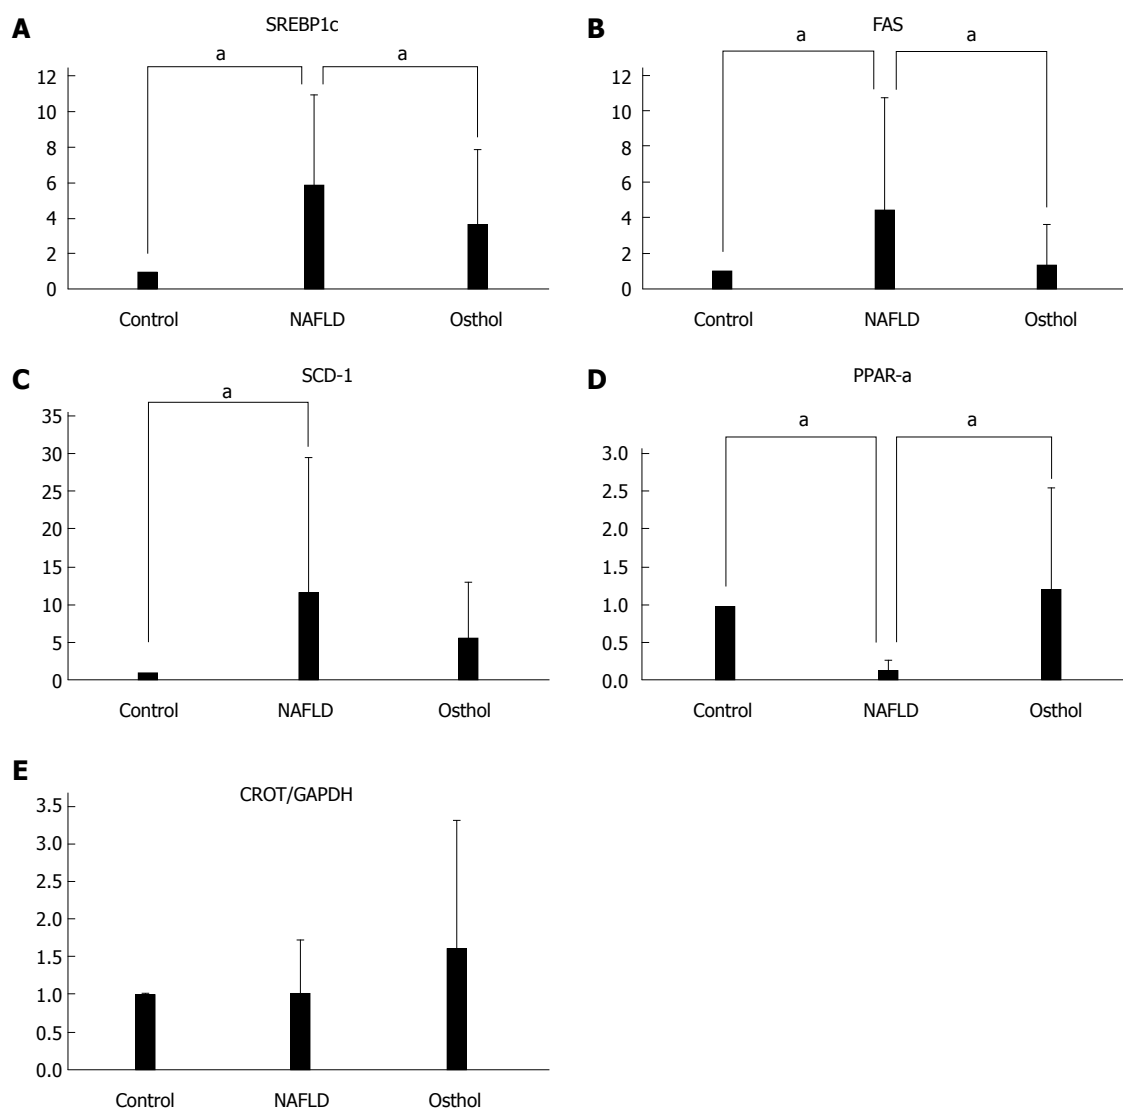 A
SREBP1c
a
a
12
10
8
6
4
2
0
Control
NAFLD
Osthol
B
FAS
a
a
12
10
8
6
4
2
0
Control
NAFLD
Osthol
C
SCD-1
a
35
30
25
20
15
10
5
0
Control
NAFLD
Osthol
D
PPAR-a
a
a
3.0
2.5
2.0
1.5
1.0
0.5
0.0
Control
NAFLD
Osthol
E
CROT/GAPDH
3.5
3.0
2.5
2.0
1.5
1.0
0.5
0.0
Control
NAFLD
Osthol